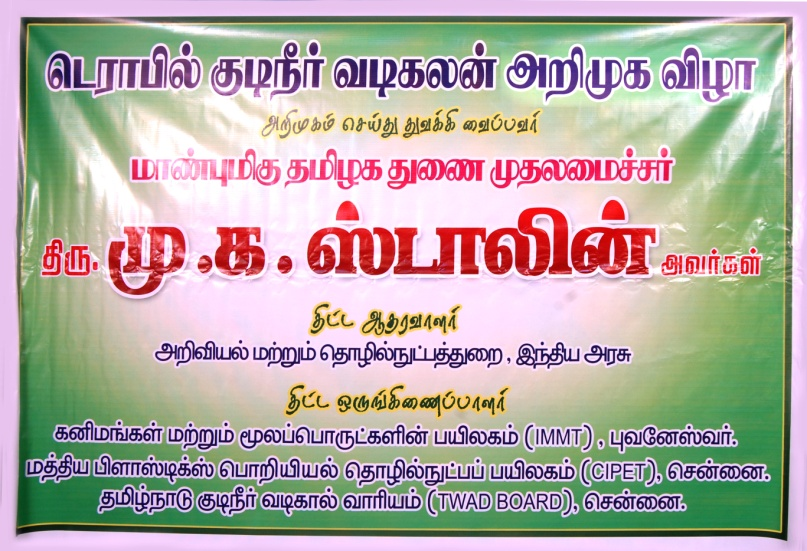 டெராபில் குடிநீர் வடிகலன் அறிமுக விழா
அறிமுகம் செய்து துவக்கி வைப்பவர்
மாண்புமிகு தமிழக துணை முதலமைச்சர்
திரு. மு.க. ஸ்டாலின் அவர்கள்
திட்ட ஆதரவாளர்
அறிவியல் மற்றும் தொழில்நுட்பத்துறை , இந்திய அரசு
திட்ட ஒருங்கிணைப்பாளர்
கனிமங்கள் மற்றும் மூலப்பொருட்களின் பயிலகம் (IMMT) , புவனேஸ்வர்.
மத்திய பிளாஸ்டிக்ஸ் பொறியியல் தொழில்நுட்பப் பயிலகம் (CIPET), சென்னை.
தமிழ்நாடு குடிநீர் வடிகால் வாரியம் (TWAD BOARD), சென்னை.